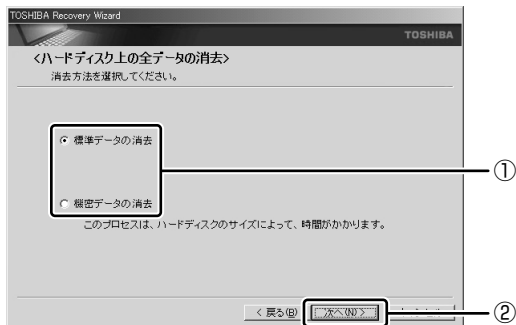 TOSHIBA Recovery Wizard
TOSHIBA
<ハードディスク上の全データの消去>
消去方法を選択してください。
標準データの消去
①
機密データの消去
このプロセスは、ハードディスクのサイズによって、時間がかかります。
< 戻る(B) 次へ(N) >
②